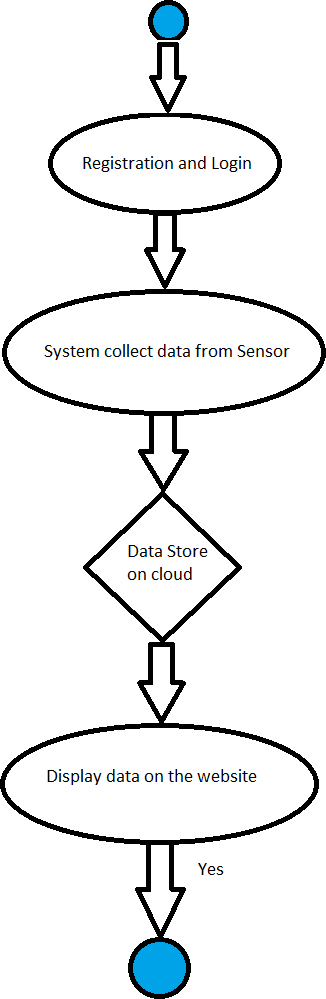 Registration and Login
System collect data from Sensor
Data Store
on cloud
Display data on the website
Yes